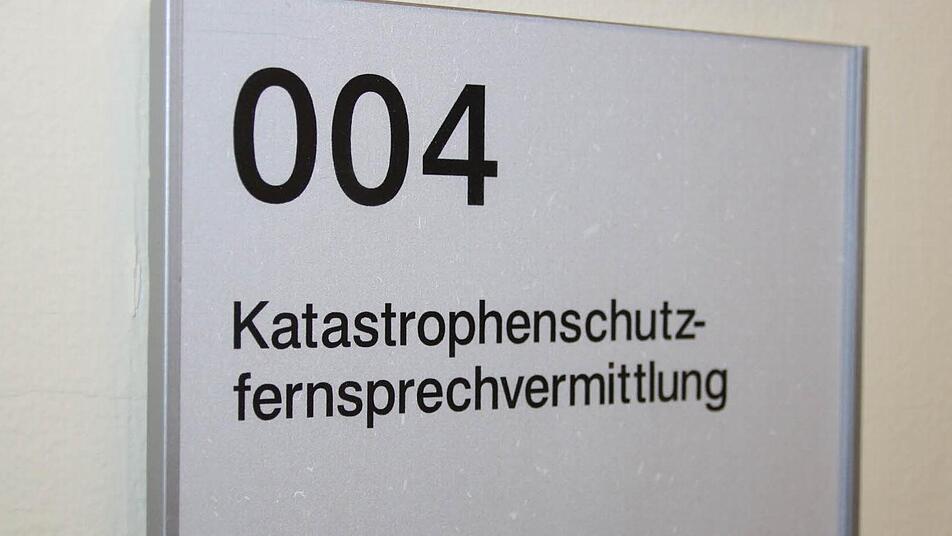 004
Katastrophenschutz-
fernsprechvermittlung